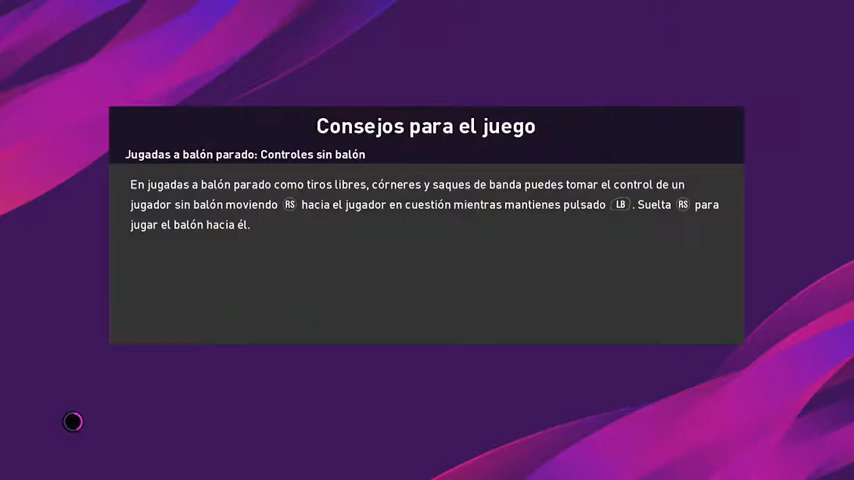 Consejos para el juego
Jugadas a balón parado: Controles sin balón
En jugadas a balón parado como tiros libres, córneres y saques de banda puedes tomar el control de un
jugador sin balón moviendo RS hacia el jugador en cuestión mientras mantienes pulsado LB . Suelta RS para
jugar el balón hacia él.